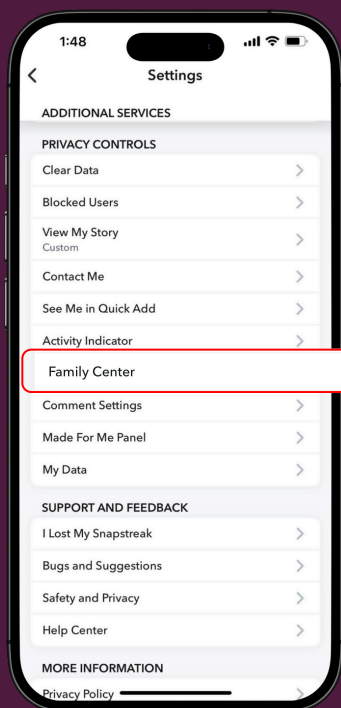 1:48
Settings
ADDITIONAL SERVICES
PRIVACY CONTROLS
Clear Data
Blocked Users
View My Story
Custom
Contact Me
See Me in Quick Add
Activity Indicator
Family Center
Comment Settings
Made For Me Panel
My Data
SUPPORT AND FEEDBACK
I Lost My Snapstreak
Bugs and Suggestions
Safety and Privacy
Help Center
MORE INFORMATION
Privacy Policy